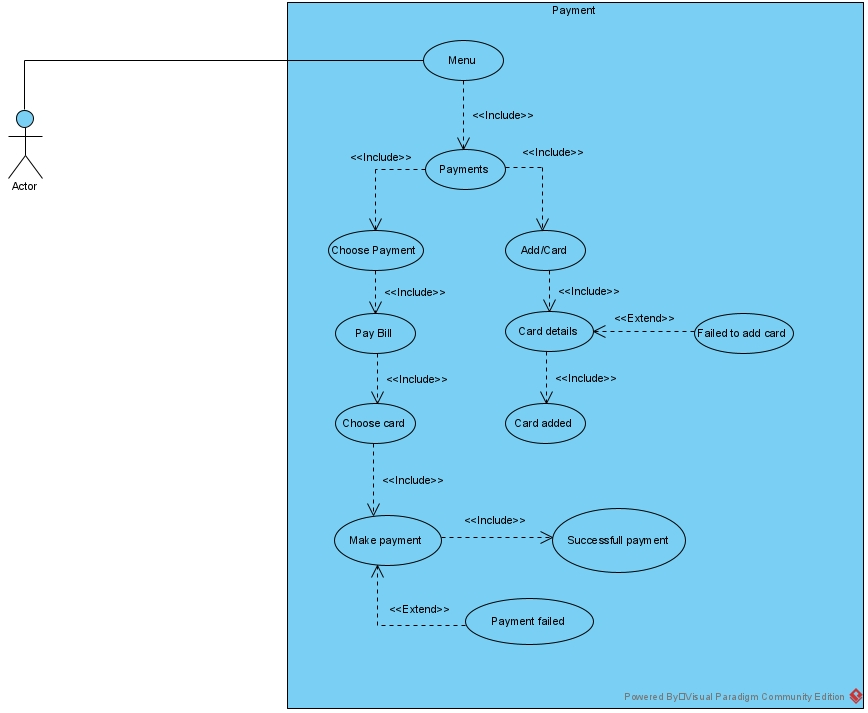 Payment
Menu
<<Include>>
Actor
<<Include>>
<<Include>>
Payments
Choose Payment
Add/Card
<<Include>>
<<Include>>
Pay Bill
Card details
<<Extend>>
Failed to add card
<<Include>>
<<Include>>
Choose card
Card added
<<Include>>
Make payment
<<Include>>
Successfull payment
<<Extend>>
Payment failed
Powered By□Visual Paradigm Community Edition